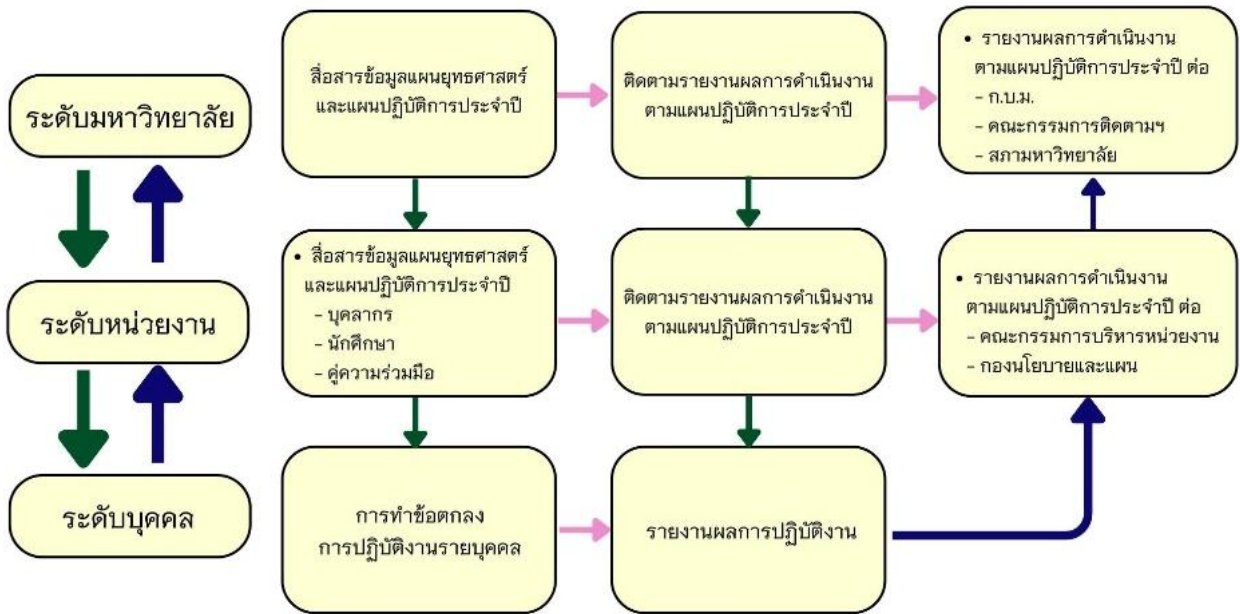 ระดับมหาวิทยาลัย
สื่อสารข้อมูลแผนยุทธศาสตร์
และแผนปฏิบัติการประจำปี
ติดตามรายงานผลการดำเนินงาน
ตามแผนปฏิบัติการประจำปี
• รายงานผลการดำเนินงาน
ตามแผนปฏิบัติการประจำปี ต่อ
- ก.บ.ม.
- คณะกรรมการติดตามฯ
- สภามหาวิทยาลัย
ระดับหน่วยงาน
• สื่อสารข้อมูลแผนยุทธศาสตร์
และแผนปฏิบัติการประจำปี
- บุคลากร
- นักศึกษา
- คู่ความร่วมมือ
ติดตามรายงานผลการดำเนินงาน
ตามแผนปฏิบัติการประจำปี
• รายงานผลการดำเนินงาน
ตามแผนปฏิบัติการประจำปี ต่อ
- คณะกรรมการบริหารหน่วยงาน
- กองนโยบายและแผน
ระดับบุคคล
การทำข้อตกลง
การปฏิบัติงานรายบุคคล
รายงานผลการปฏิบัติงาน